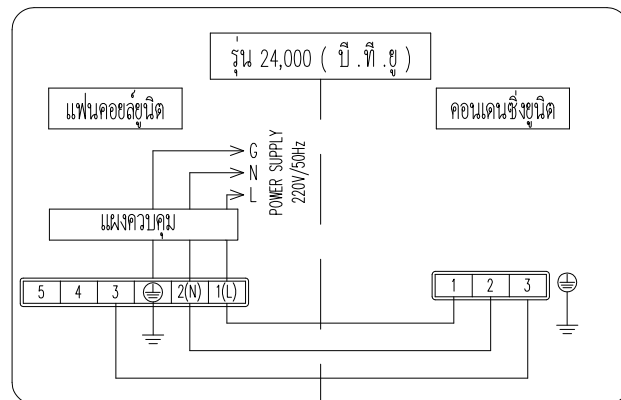 รุ่น 24,000 ( บี .ที .ยู )
แฟนคอยล์ยูนิต
คอนเดนซิ่งยูนิต
G
N
L
POWER SUPPLY
220V/50Hz
แผงควบคุม
5 4 3 2(N) 1(L)
1 2 3